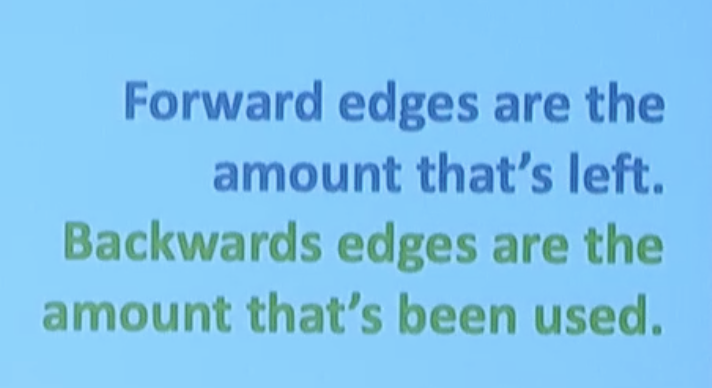 Forward edges are the
amount that's left.
Backwards edges are the
amount that's been used.